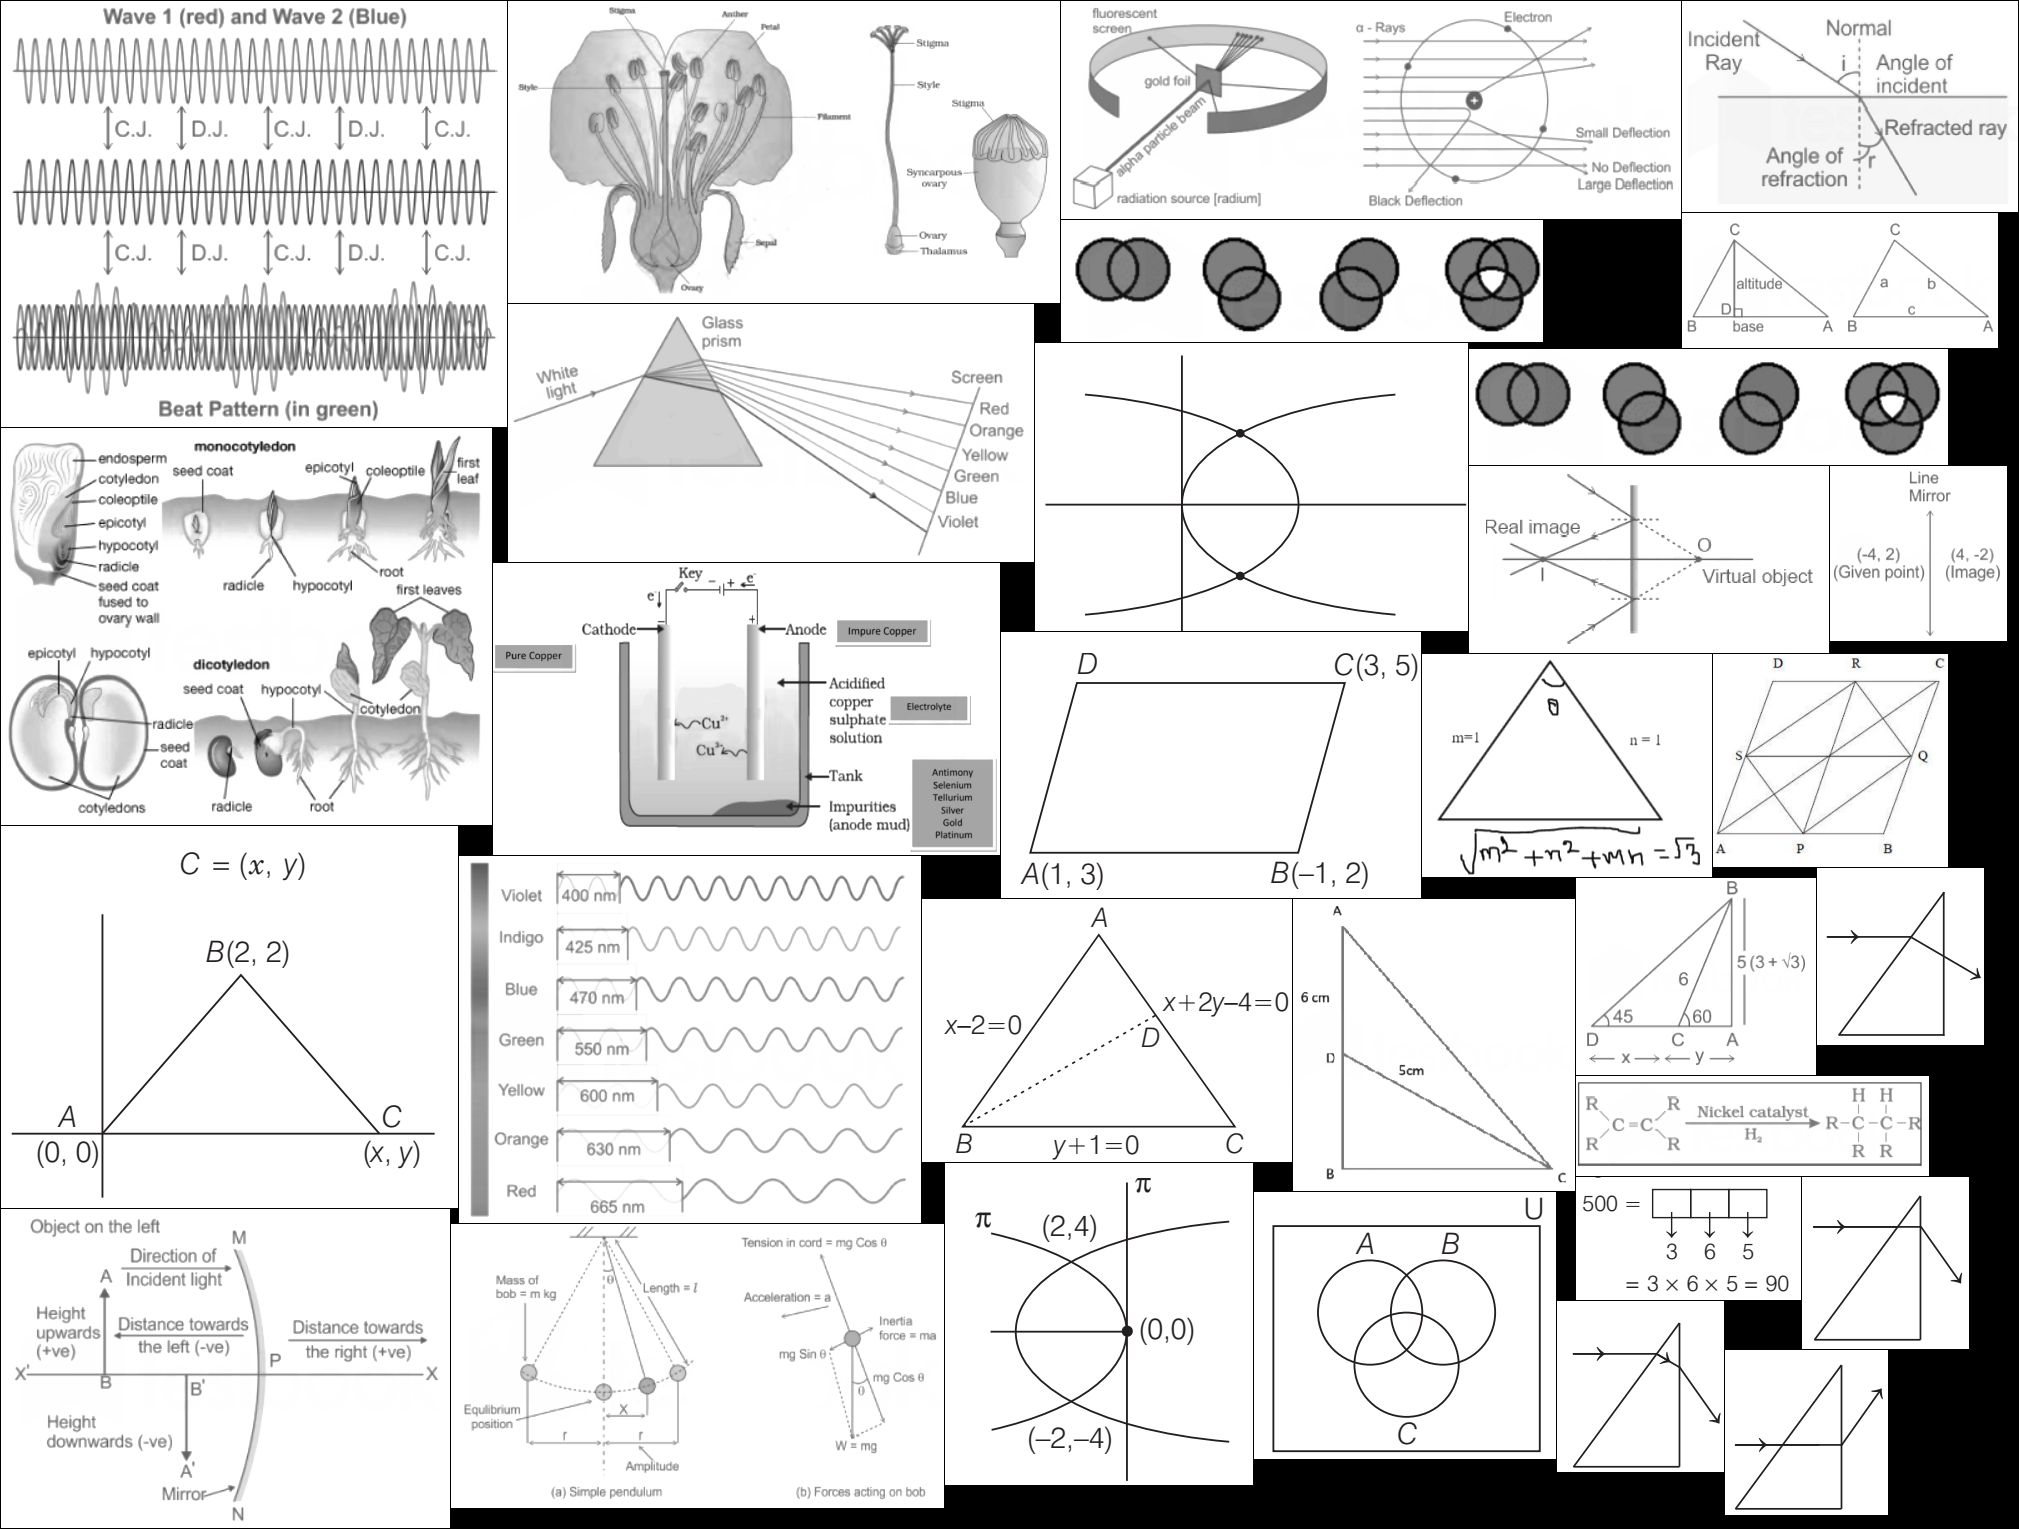 Wave 1 (red) and Wave 2 (Blue)
C.J. D.J. C.J. D.J. C.J.
C.J. D.J. C.J. D.J. C.J.
Beat Pattern (in green)
Stigma
Anther
Petal
Style
Filament
Sepal
Ovary
Stigma
Style
Ovary
Thalamus
Stigma
Syncarpous
ovary
fluorescent
screen
gold foil
alpha particle beam
radiation source [radium]
α - Rays
Electron
Small Deflection
No Deflection
Large Deflection
Black Deflection
Incident
Ray
Normal
i
Angle of
incident
Refracted ray
Angle of
refraction
r
C
altitude
D
B base A
C
a b
c
B A
Glass
prism
White
light
Screen
Red
Orange
Yellow
Green
Blue
Violet
Real image
I
O
Virtual object
Line
Mirror
(-4, 2)
(Given point)
(4, -2)
(Image)
monocotyledon
endosperm
cotyledon
coleoptile
epicotyl
hypocotyl
radicle
seed coat
fused to
ovary wall
seed coat
epicotyl
coleoptile
first
leaf
radicle
hypocotyl
root
first leaves
epicotyl hypocotyl
dicotyledon
seed coat hypocotyl
cotyledon
radicle
seed
coat
cotyledons
radicle
root
Key
e⁻
− + e⁻
− +
Cathode
Anode
Impure Copper
Pure Copper
Acidified
copper
sulphate
solution
Electrolyte
Cu²⁺
Cu²⁺
Tank
Impurities
(anode mud)
Antimony
Selenium
Tellurium
Silver
Gold
Platinum
D C(3, 5)
A(1, 3) B(–1, 2)
θ
m=1 n = 1
√m²+n²+mn = √3
D R C
S Q
A P B
C = (x, y)
B(2, 2)
A C
(0, 0) (x, y)
Violet 400 nm
Indigo 425 nm
Blue 470 nm
Green 550 nm
Yellow 600 nm
Orange 630 nm
Red 665 nm
A
x–2=0
x+2y–4=0
D
B y+1=0 C
A
6 cm
D
5cm
B C
B
5 (3 + √3)
6
45 60
D C A
x y
R R
C=C
R R
Nickel catalyst
H₂
H H
R–C–C–R
R R
500 =
3 6 5
= 3 × 6 × 5 = 90
Object on the left
M
Direction of
Incident light
A
Height
upwards
(+ve)
Distance towards
the left (-ve)
Distance towards
the right (+ve)
P
X' B B' X
Height
downwards (-ve)
A'
Mirror
N
Mass of
bob = m kg
θ
Length = l
Equlibrium
position
X
r r
Amplitude
(a) Simple pendulum
Tension in cord = mg Cos θ
Acceleration = a
Inertia
force = ma
mg Sin θ
mg Cos θ
θ
W = mg
(b) Forces acting on bob
π
π
(2,4)
(0,0)
(–2,–4)
U
A B
C